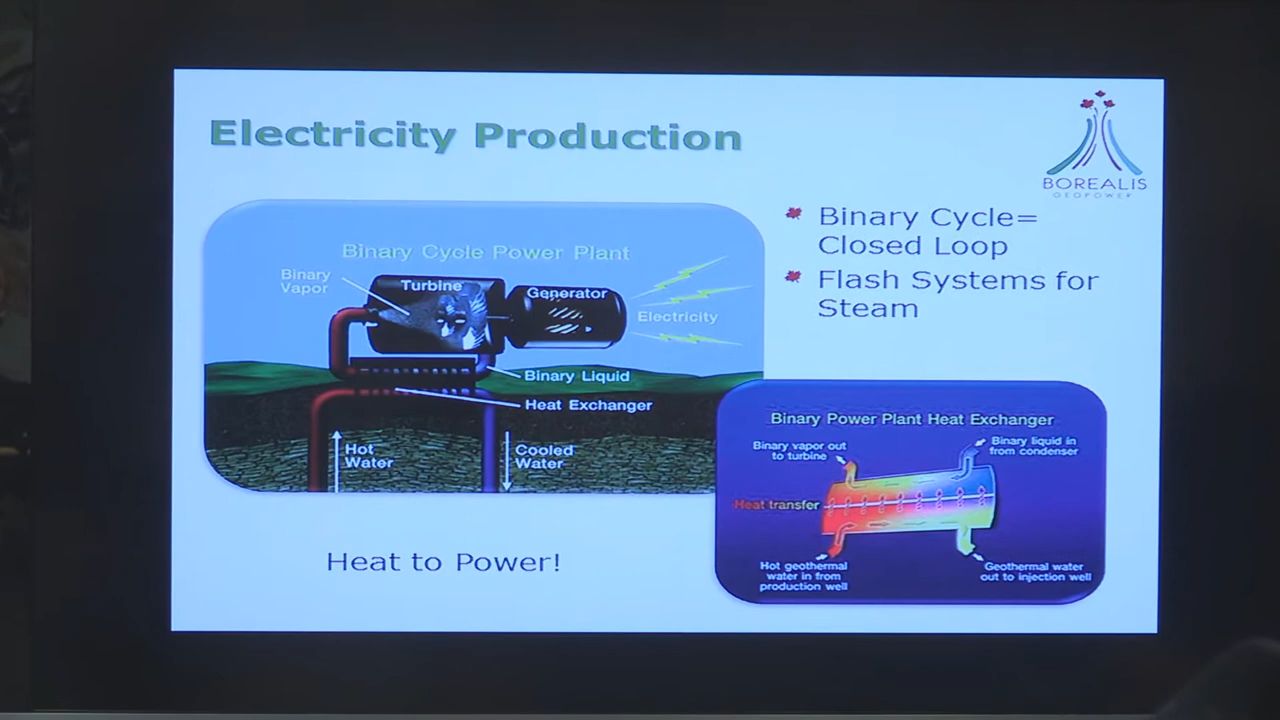 Electricity Production
BOREALIS
GEOPOWER
Binary Cycle=
Closed Loop
Flash Systems for
Steam
Binary Cycle Power Plant
Binary
Vapor
Turbine
Generator
Electricity
Binary Liquid
Heat Exchanger
Hot
Water
Cooled
Water
Binary Power Plant Heat Exchanger
Binary vapor out
to turbine
Binary liquid in
from condenser
Heat transfer
Hot geothermal
water in from
production well
Geothermal water
out to injection well
Heat to Power!